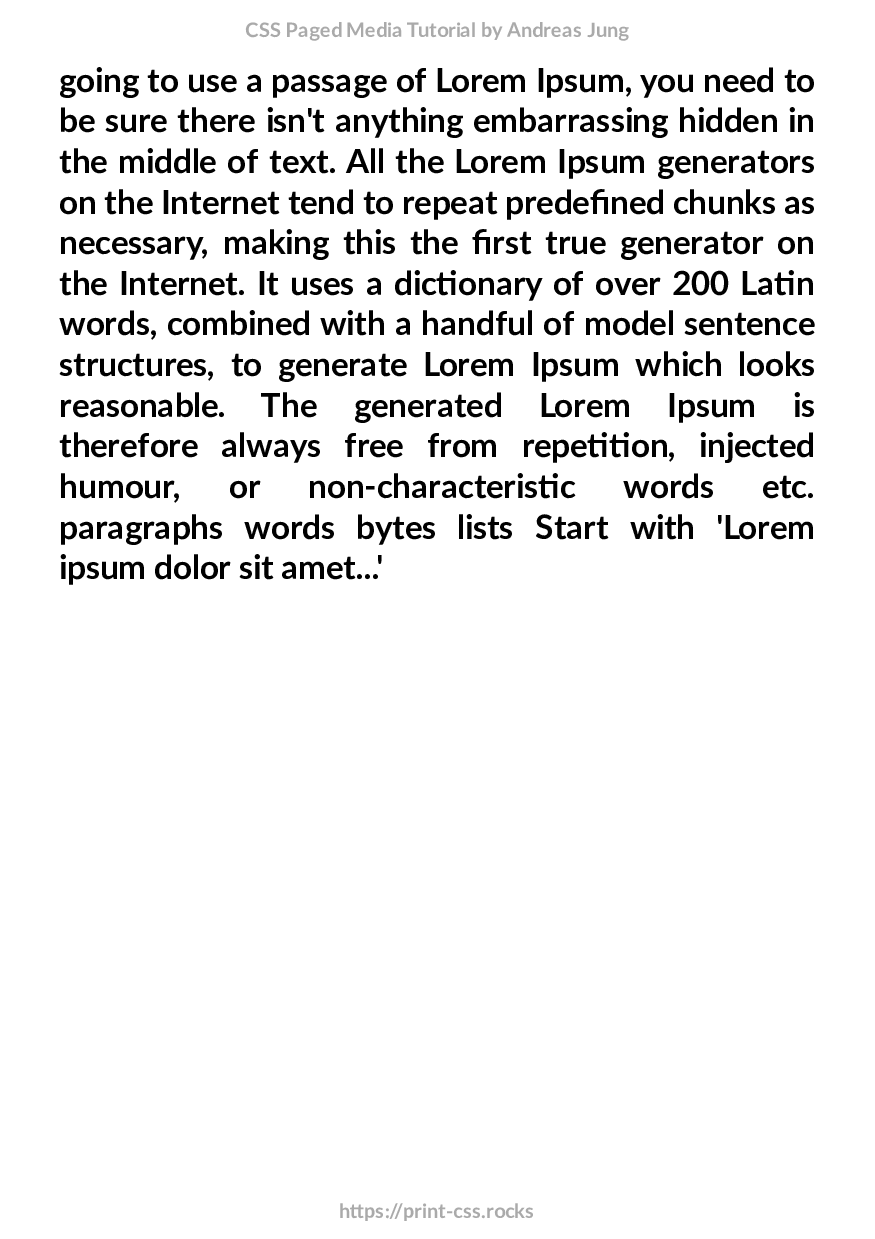 CSS Paged Media Tutorial by Andreas Jung
going to use a passage of Lorem Ipsum, you need to
be sure there isn't anything embarrassing hidden in
the middle of text. All the Lorem Ipsum generators
on the Internet tend to repeat predefined chunks as
necessary, making this the first true generator on
the Internet. It uses a dictionary of over 200 Latin
words, combined with a handful of model sentence
structures, to generate Lorem Ipsum which looks
reasonable. The generated Lorem Ipsum is
therefore always free from repetition, injected
humour, or non-characteristic words etc.
paragraphs words bytes lists Start with 'Lorem
ipsum dolor sit amet...'
https://print-css.rocks